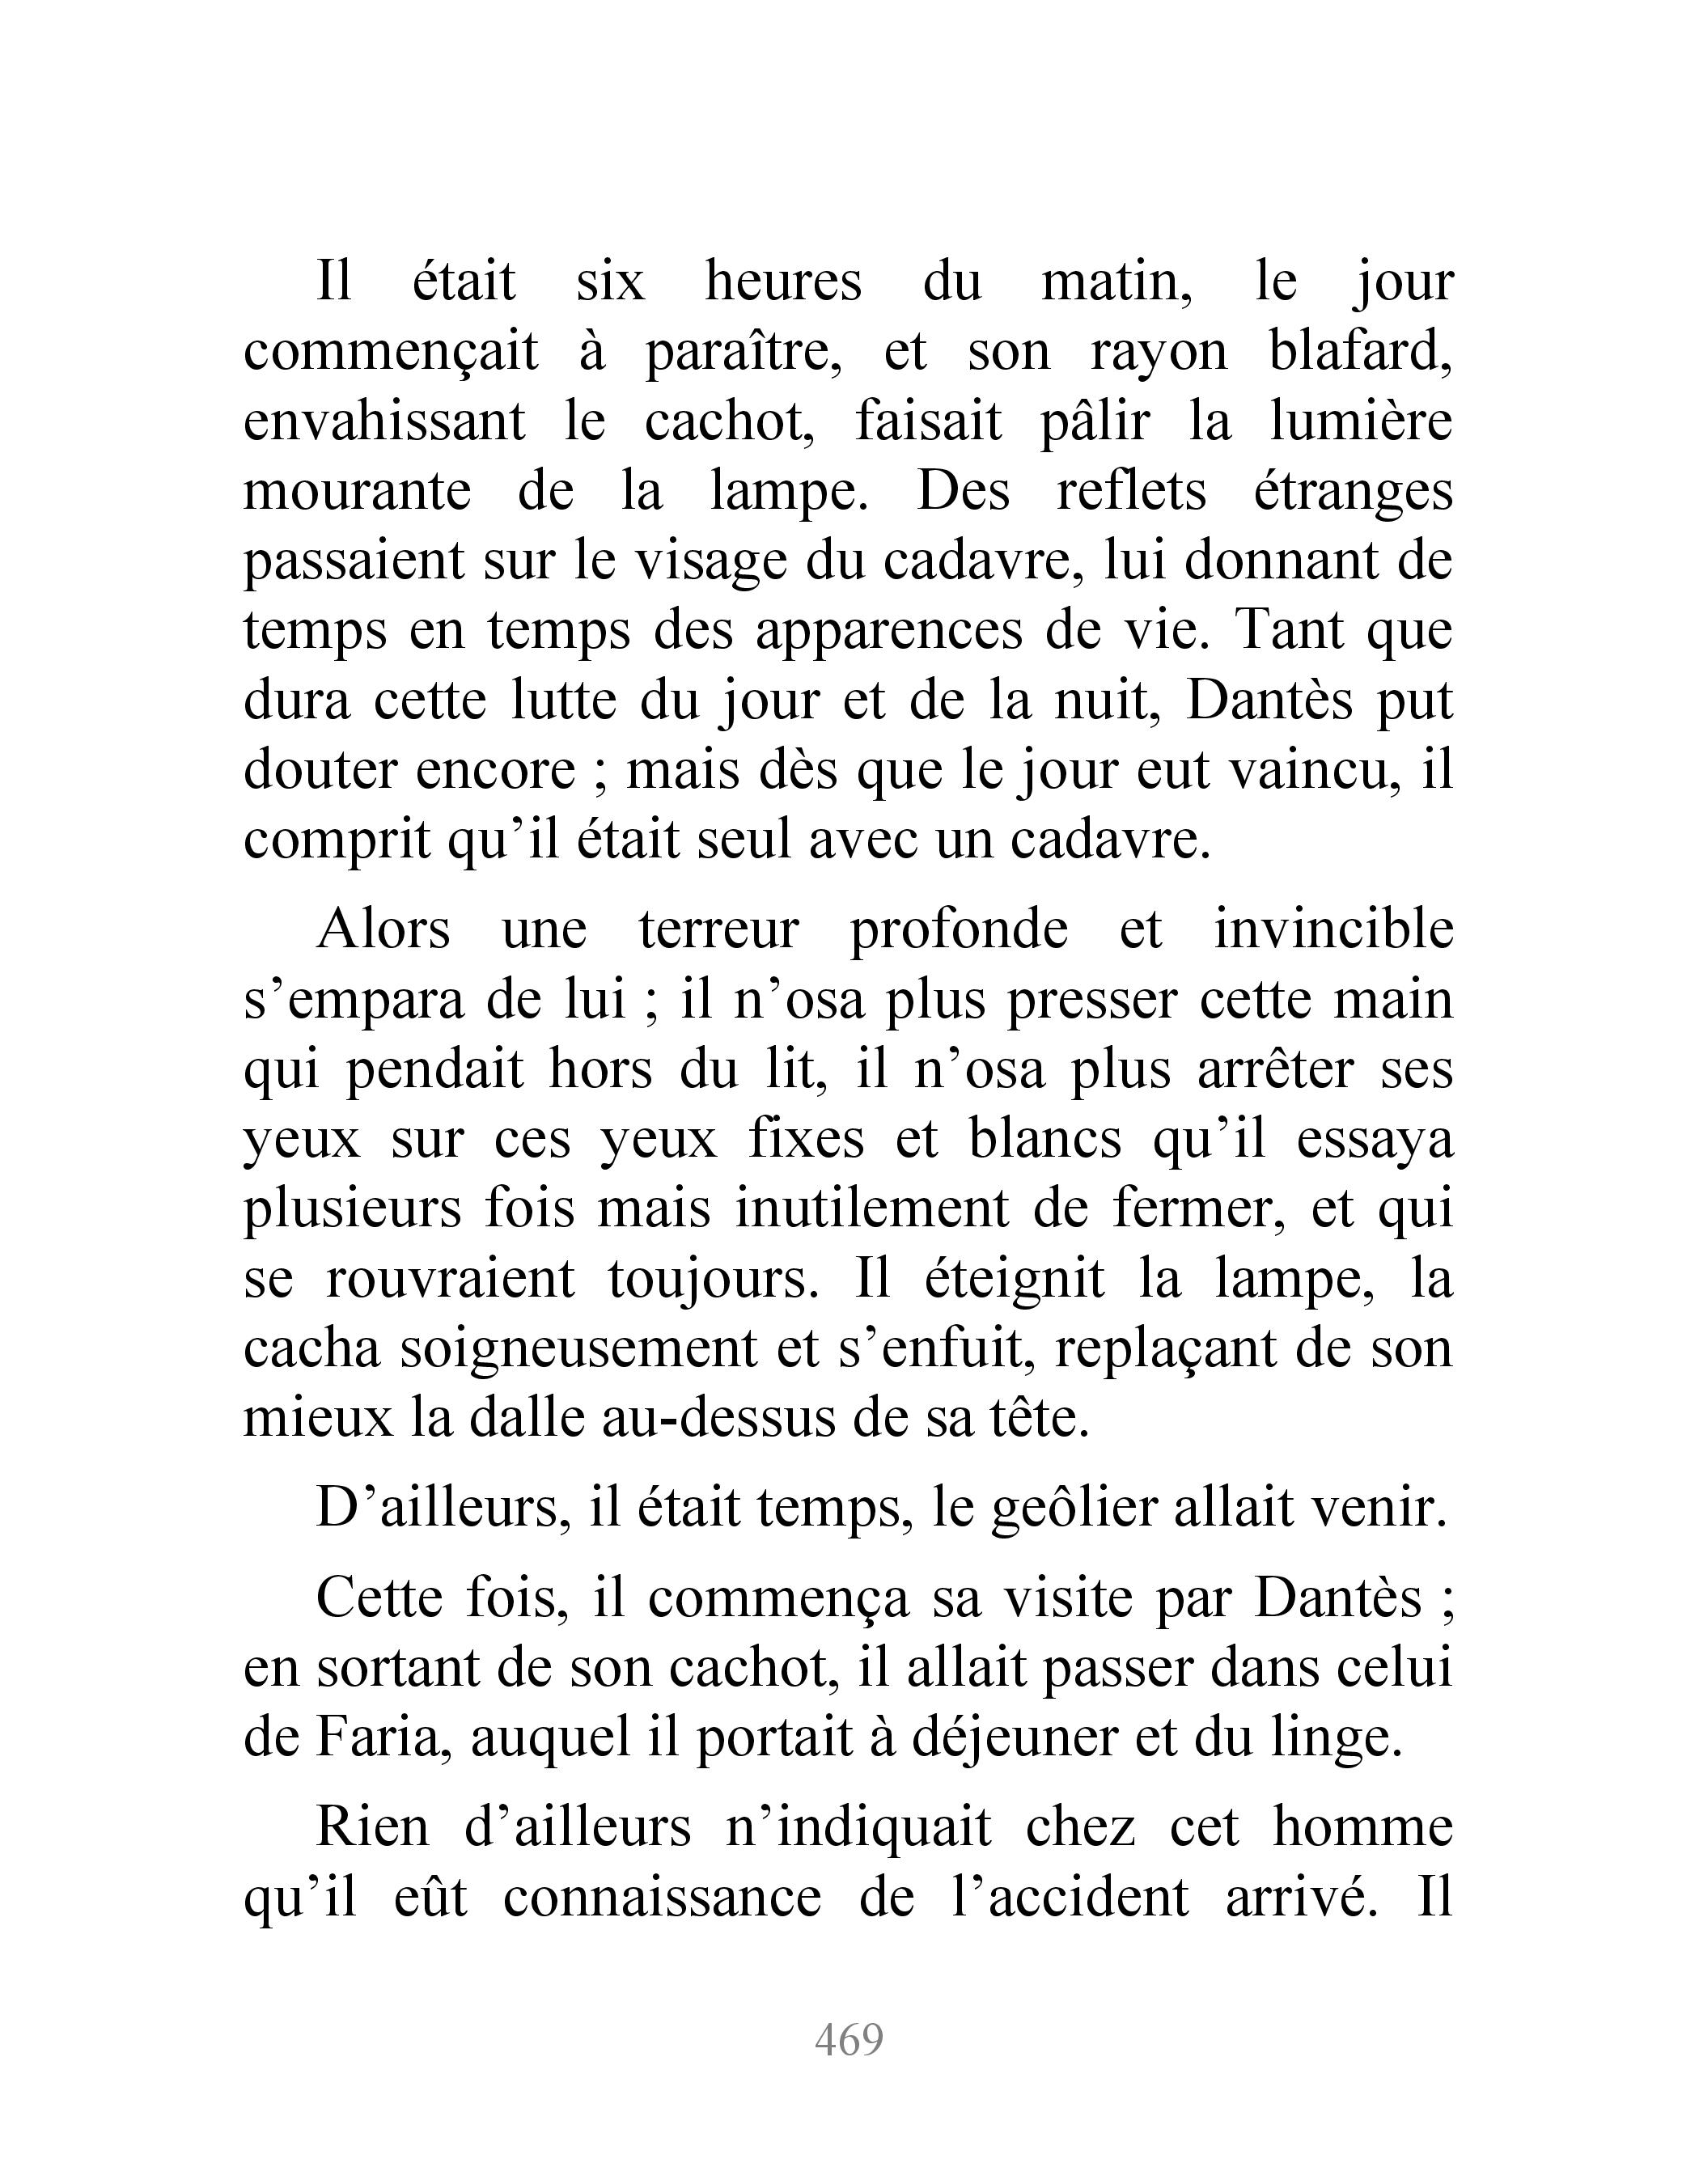 Il était six heures du matin, le jour
commençait à paraître, et son rayon blafard,
envahissant le cachot, faisait pâlir la lumière
mourante de la lampe. Des reflets étranges
passaient sur le visage du cadavre, lui donnant de
temps en temps des apparences de vie. Tant que
dura cette lutte du jour et de la nuit, Dantès put
douter encore ; mais dès que le jour eut vaincu, il
comprit qu’il était seul avec un cadavre.
Alors une terreur profonde et invincible
s’empara de lui ; il n’osa plus presser cette main
qui pendait hors du lit, il n’osa plus arrêter ses
yeux sur ces yeux fixes et blancs qu’il essaya
plusieurs fois mais inutilement de fermer, et qui
se rouvraient toujours. Il éteignit la lampe, la
cacha soigneusement et s’enfuit, replaçant de son
mieux la dalle au-dessus de sa tête.
D’ailleurs, il était temps, le geôlier allait venir.
Cette fois, il commença sa visite par Dantès ;
en sortant de son cachot, il allait passer dans celui
de Faria, auquel il portait à déjeuner et du linge.
Rien d’ailleurs n’indiquait chez cet homme
qu’il eût connaissance de l’accident arrivé. Il
469